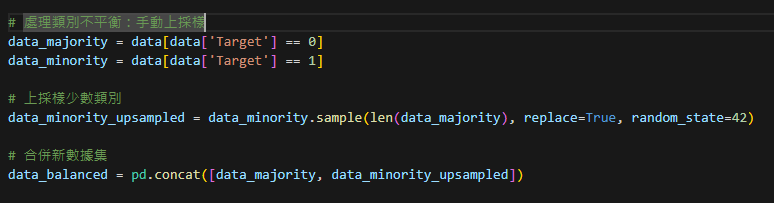 # 處理類別不平衡：手動上採樣
data_majority = data[data['Target'] == 0]
data_minority = data[data['Target'] == 1]
# 上採樣少數類別
data_minority_upsampled = data_minority.sample(len(data_majority), replace=True, random_state=42)
# 合併新數據集
data_balanced = pd.concat([data_majority, data_minority_upsampled])